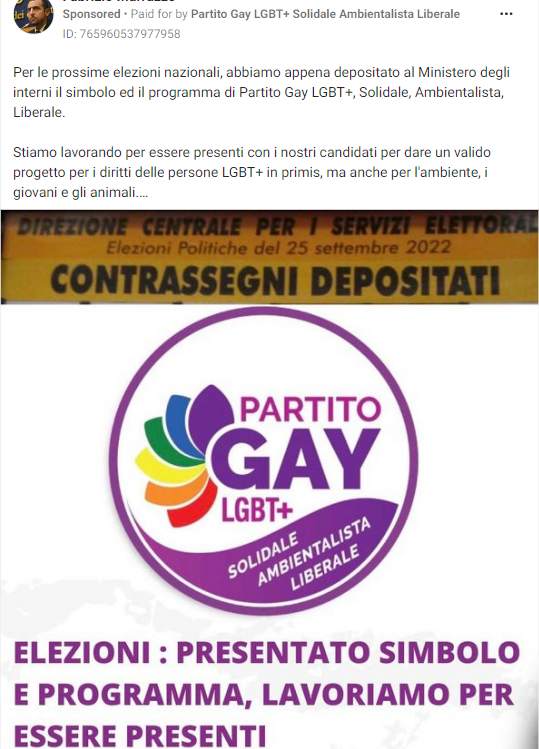 Sponsored • Paid for by Partito Gay LGBT+ Solidale Ambientalista Liberale
ID: 765960537977958
Per le prossime elezioni nazionali, abbiamo appena depositato al Ministero degli
interni il simbolo ed il programma di Partito Gay LGBT+, Solidale, Ambientalista,
Liberale.
Stiamo lavorando per essere presenti con i nostri candidati per dare un valido
progetto per i diritti delle persone LGBT+ in primis, ma anche per l'ambiente, i
giovani e gli animali....
DIREZIONE CENTRALE PER I SERVIZI ELETTORAL
Elezioni Politiche del 25 settembre 2022
CONTRASSEGNI DEPOSITATI
PARTITO
GAY
LGBT+
SOLIDALE
AMBIENTALISTA
LIBERALE
ELEZIONI : PRESENTATO SIMBOLO
E PROGRAMMA, LAVORIAMO PER
ESSERE PRESENTI